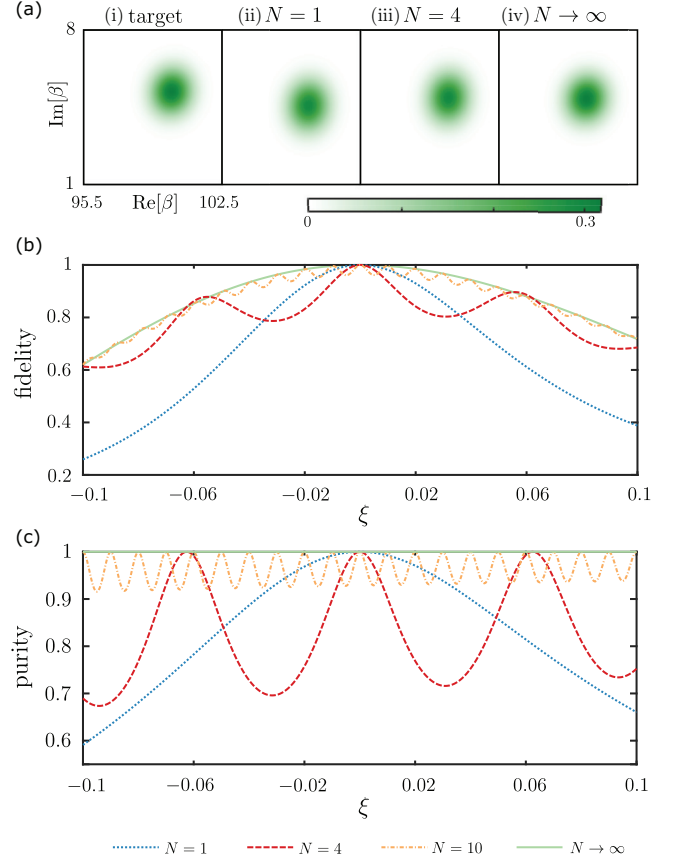 (a)
(i) target (ii) N = 1 (iii) N = 4 (iv) N → ∞
8
Im[β]
1
95.5 Re[β] 102.5
0 0.3
(b)
1
0.8
0.6
0.4
0.2
fidelity
−0.1 −0.06 −0.02 0.02 0.06 0.1
ξ
(c)
1
0.9
0.8
0.7
0.6
purity
−0.1 −0.06 −0.02 0.02 0.06 0.1
ξ
N = 1 N = 4 N = 10 N → ∞